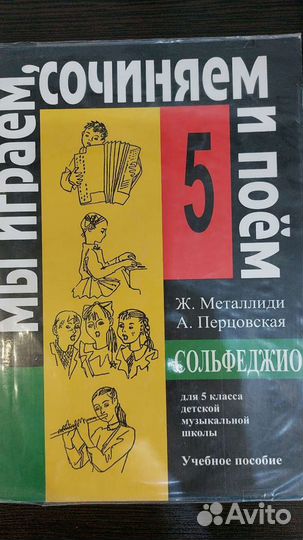 Мы играем,
сочиняем
и поём
5
Ж. Металлиди
А. Перцовская
СОЛЬФЕДЖИО
для 5 класса
детской
музыкальной
школы
Учебное пособие
Avito